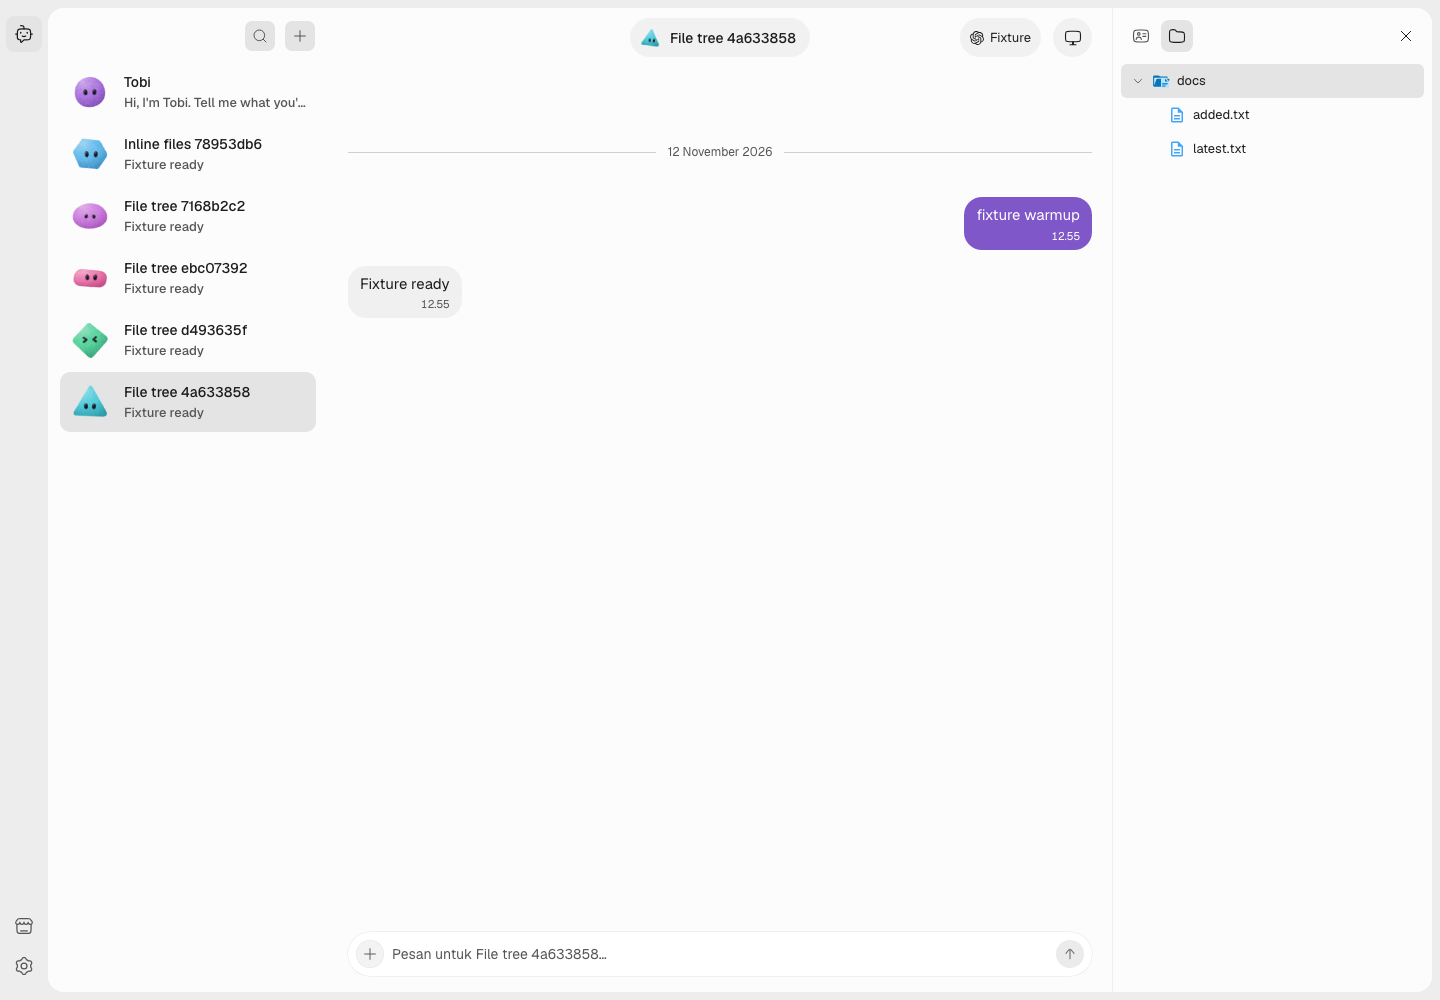 Tobi
Hi, I'm Tobi. Tell me what you'...
Inline files 78953db6
Fixture ready
File tree 7168b2c2
Fixture ready
File tree ebc07392
Fixture ready
File tree d493635f
Fixture ready
File tree 4a633858
Fixture ready
File tree 4a633858
Fixture
12 November 2026
fixture warmup
12.55
Fixture ready
12.55
Pesan untuk File tree 4a633858...
docs
added.txt
latest.txt